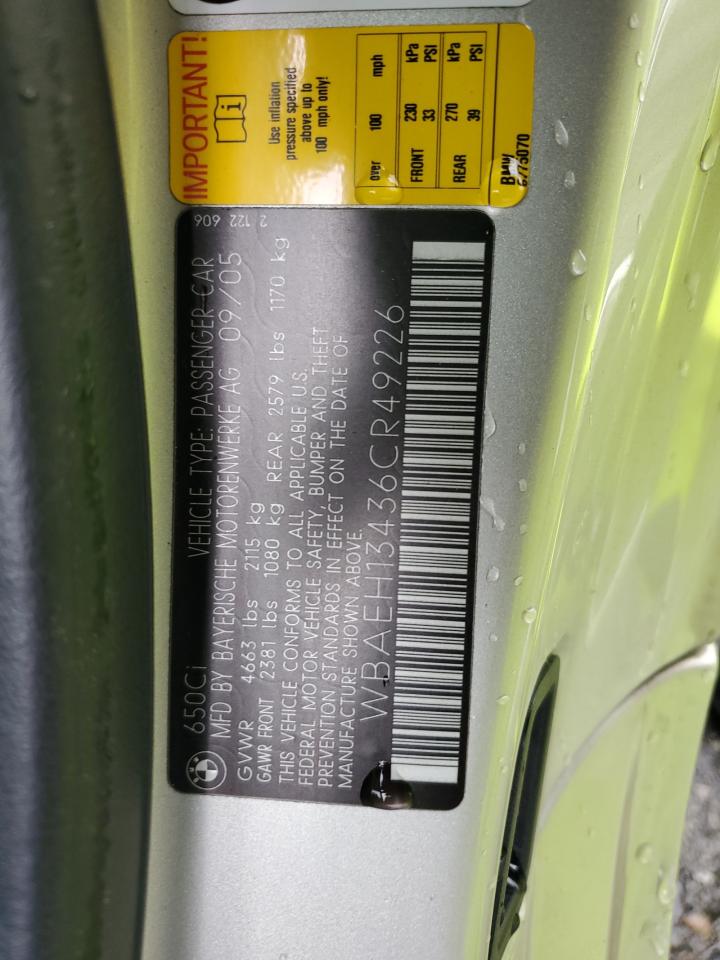 650Ci VEHICLE TYPE: PASSENGER CAR
MFD BY BAYERISCHE MOTORENWERKE AG 09/05
GVWR 4663 lbs 2115 kg
GAWR FRONT 2381 lbs 1080 kg REAR 2579 lbs 1170 kg
THIS VEHICLE CONFORMS TO ALL APPLICABLE U.S.
FEDERAL MOTOR VEHICLE SAFETY, BUMPER AND THEFT
PREVENTION STANDARDS IN EFFECT ON THE DATE OF
MANUFACTURE SHOWN ABOVE.
WBAEH13436CR49226
2 122 606
IMPORTANT!
Use inflation
pressure specified
above up to
100 mph only!
over 100 mph
FRONT 230 kPa
33 PSI
REAR 270 kPa
39 PSI
BMW
6775070